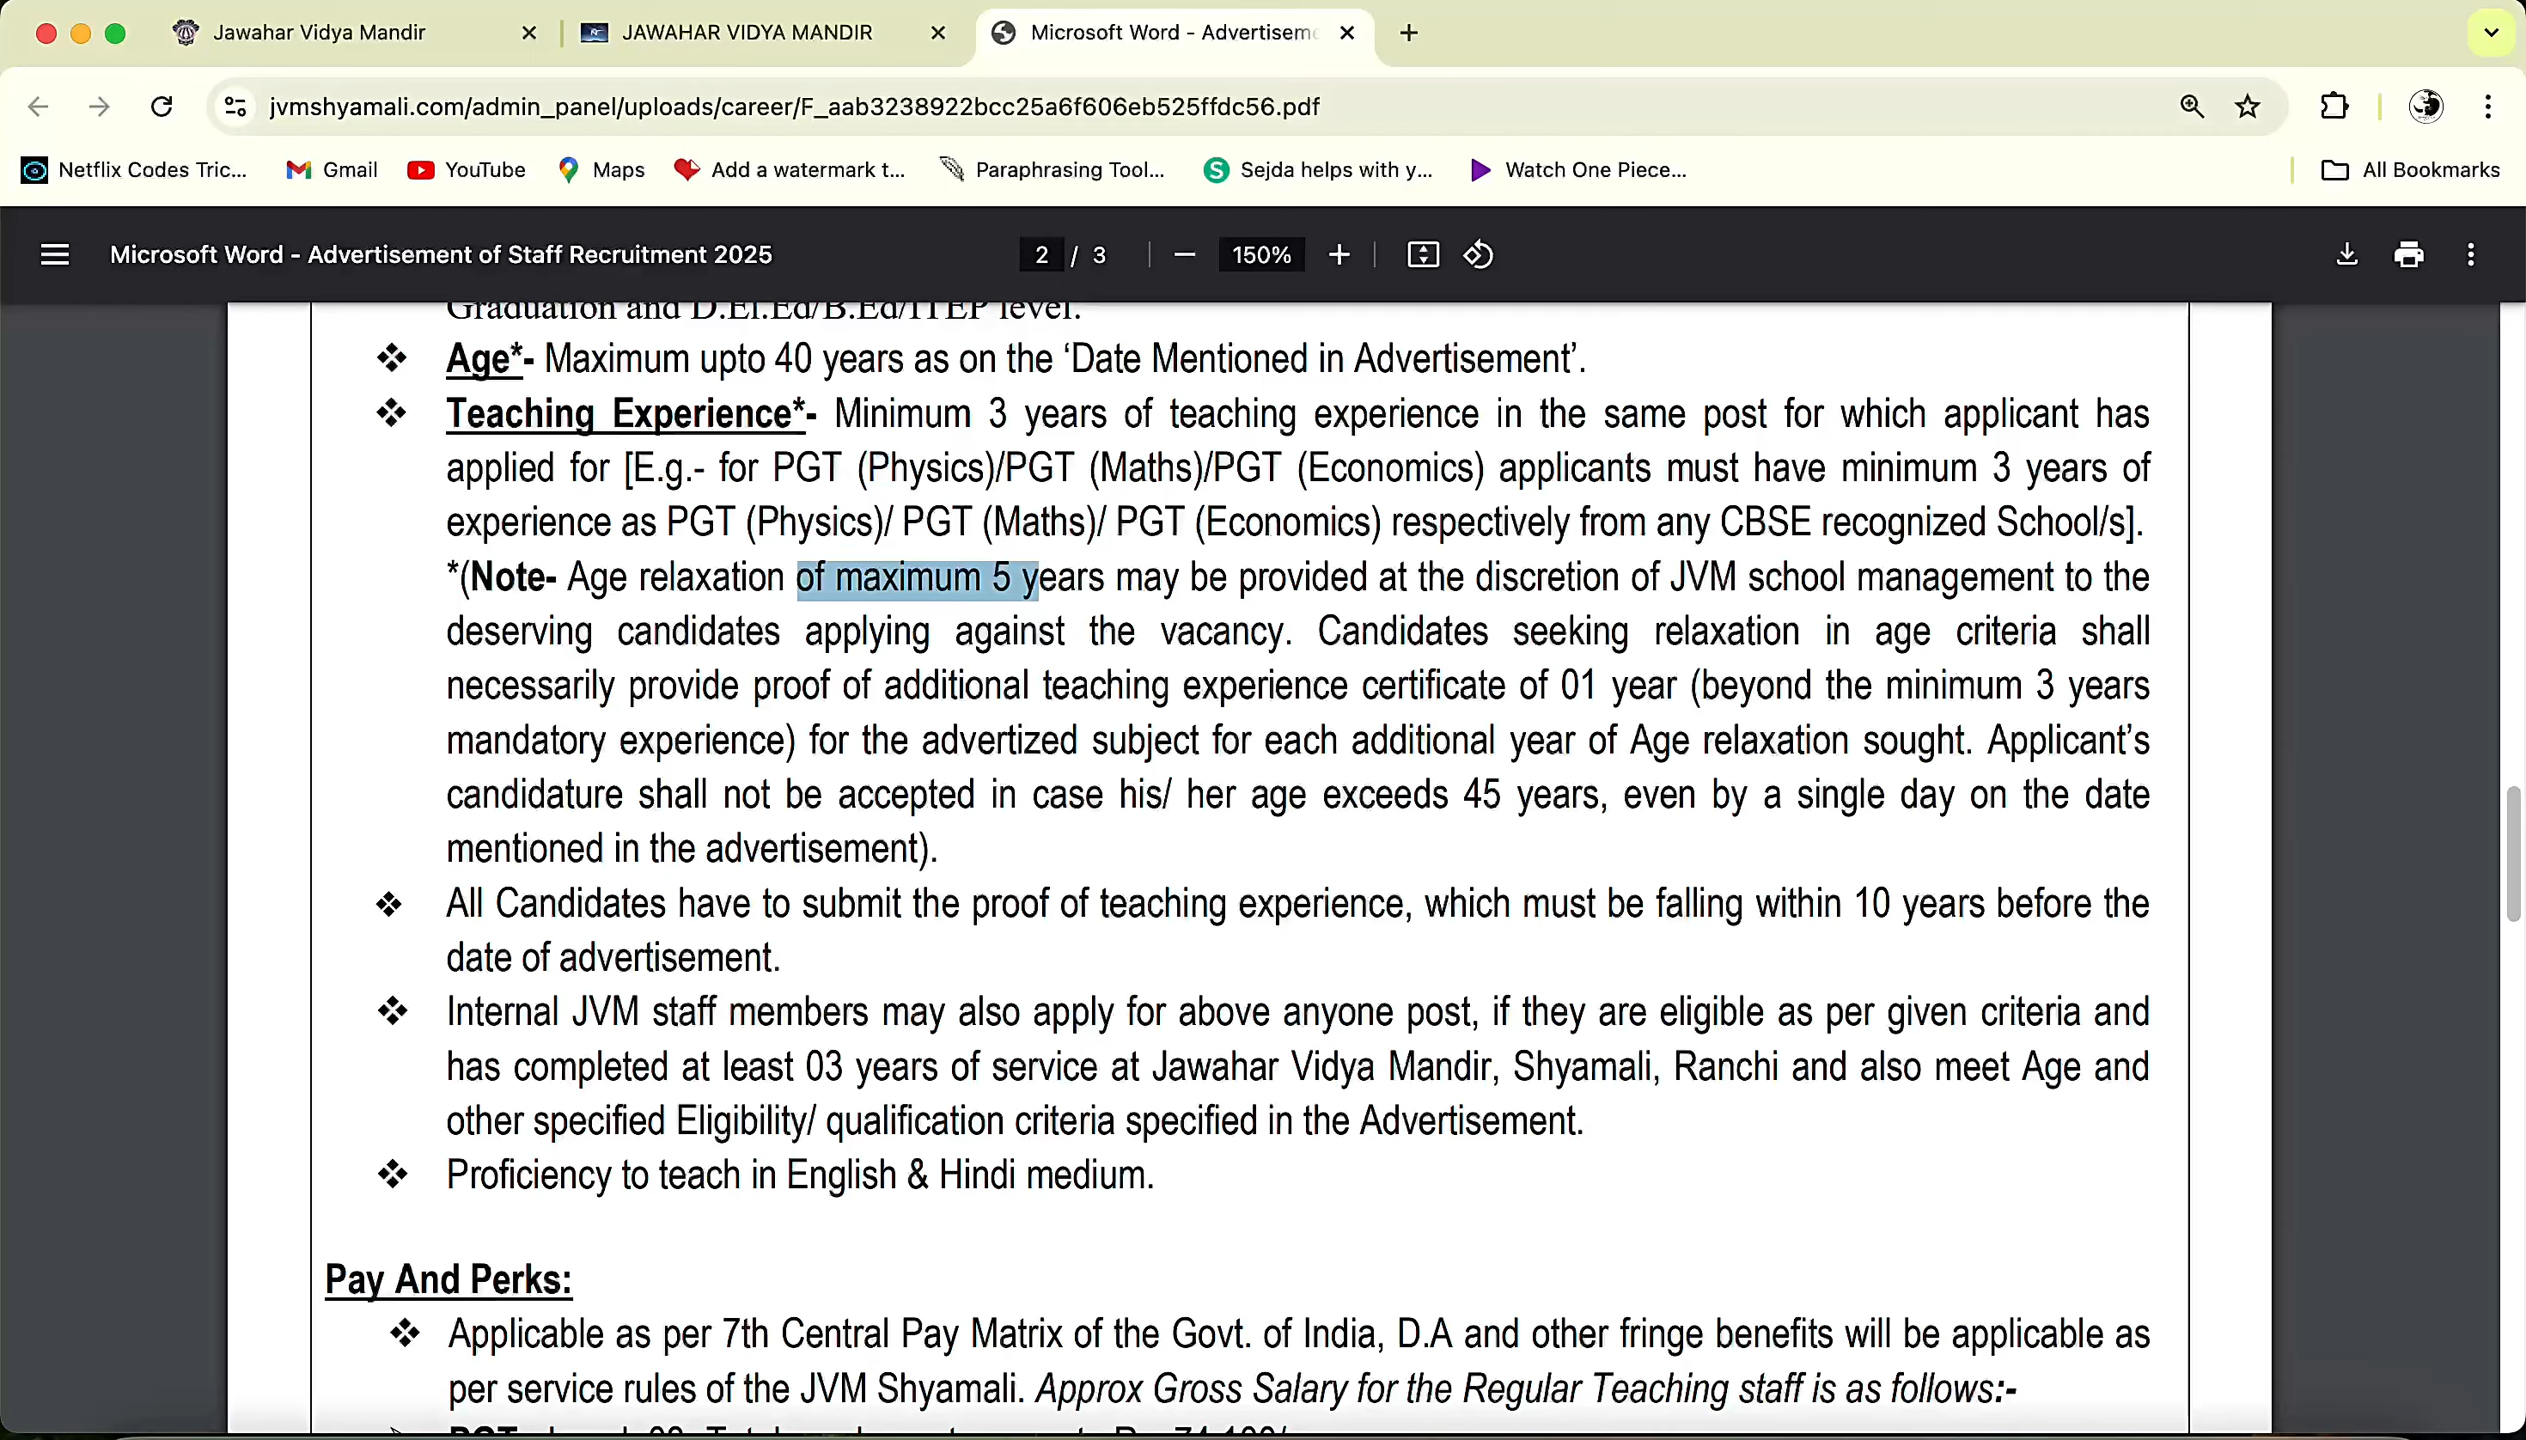 Jawahar Vidya Mandir
JAWAHAR VIDYA MANDIR
Microsoft Word - Advertiseme
jvmshyamali.com/admin_panel/uploads/career/F_aab3238922bcc25a6f606eb525ffdc56.pdf
Netflix Codes Tric...
Gmail
YouTube
Maps
Add a watermark t...
Paraphrasing Tool...
Sejda helps with y...
Watch One Piece...
All Bookmarks
Microsoft Word - Advertisement of Staff Recruitment 2025
2 / 3
150%
Graduation and D.El.Ed/B.Ed/ITEP level.
❖ Age*- Maximum upto 40 years as on the ‘Date Mentioned in Advertisement’.
❖ Teaching Experience*- Minimum 3 years of teaching experience in the same post for which applicant has
applied for [E.g.- for PGT (Physics)/PGT (Maths)/PGT (Economics) applicants must have minimum 3 years of
experience as PGT (Physics)/ PGT (Maths)/ PGT (Economics) respectively from any CBSE recognized School/s].
*(Note- Age relaxation of maximum 5 years may be provided at the discretion of JVM school management to the
deserving candidates applying against the vacancy. Candidates seeking relaxation in age criteria shall
necessarily provide proof of additional teaching experience certificate of 01 year (beyond the minimum 3 years
mandatory experience) for the advertized subject for each additional year of Age relaxation sought. Applicant’s
candidature shall not be accepted in case his/ her age exceeds 45 years, even by a single day on the date
mentioned in the advertisement).
❖ All Candidates have to submit the proof of teaching experience, which must be falling within 10 years before the
date of advertisement.
❖ Internal JVM staff members may also apply for above anyone post, if they are eligible as per given criteria and
has completed at least 03 years of service at Jawahar Vidya Mandir, Shyamali, Ranchi and also meet Age and
other specified Eligibility/ qualification criteria specified in the Advertisement.
❖ Proficiency to teach in English & Hindi medium.
Pay And Perks:
❖ Applicable as per 7th Central Pay Matrix of the Govt. of India, D.A and other fringe benefits will be applicable as
per service rules of the JVM Shyamali. Approx Gross Salary for the Regular Teaching staff is as follows:-